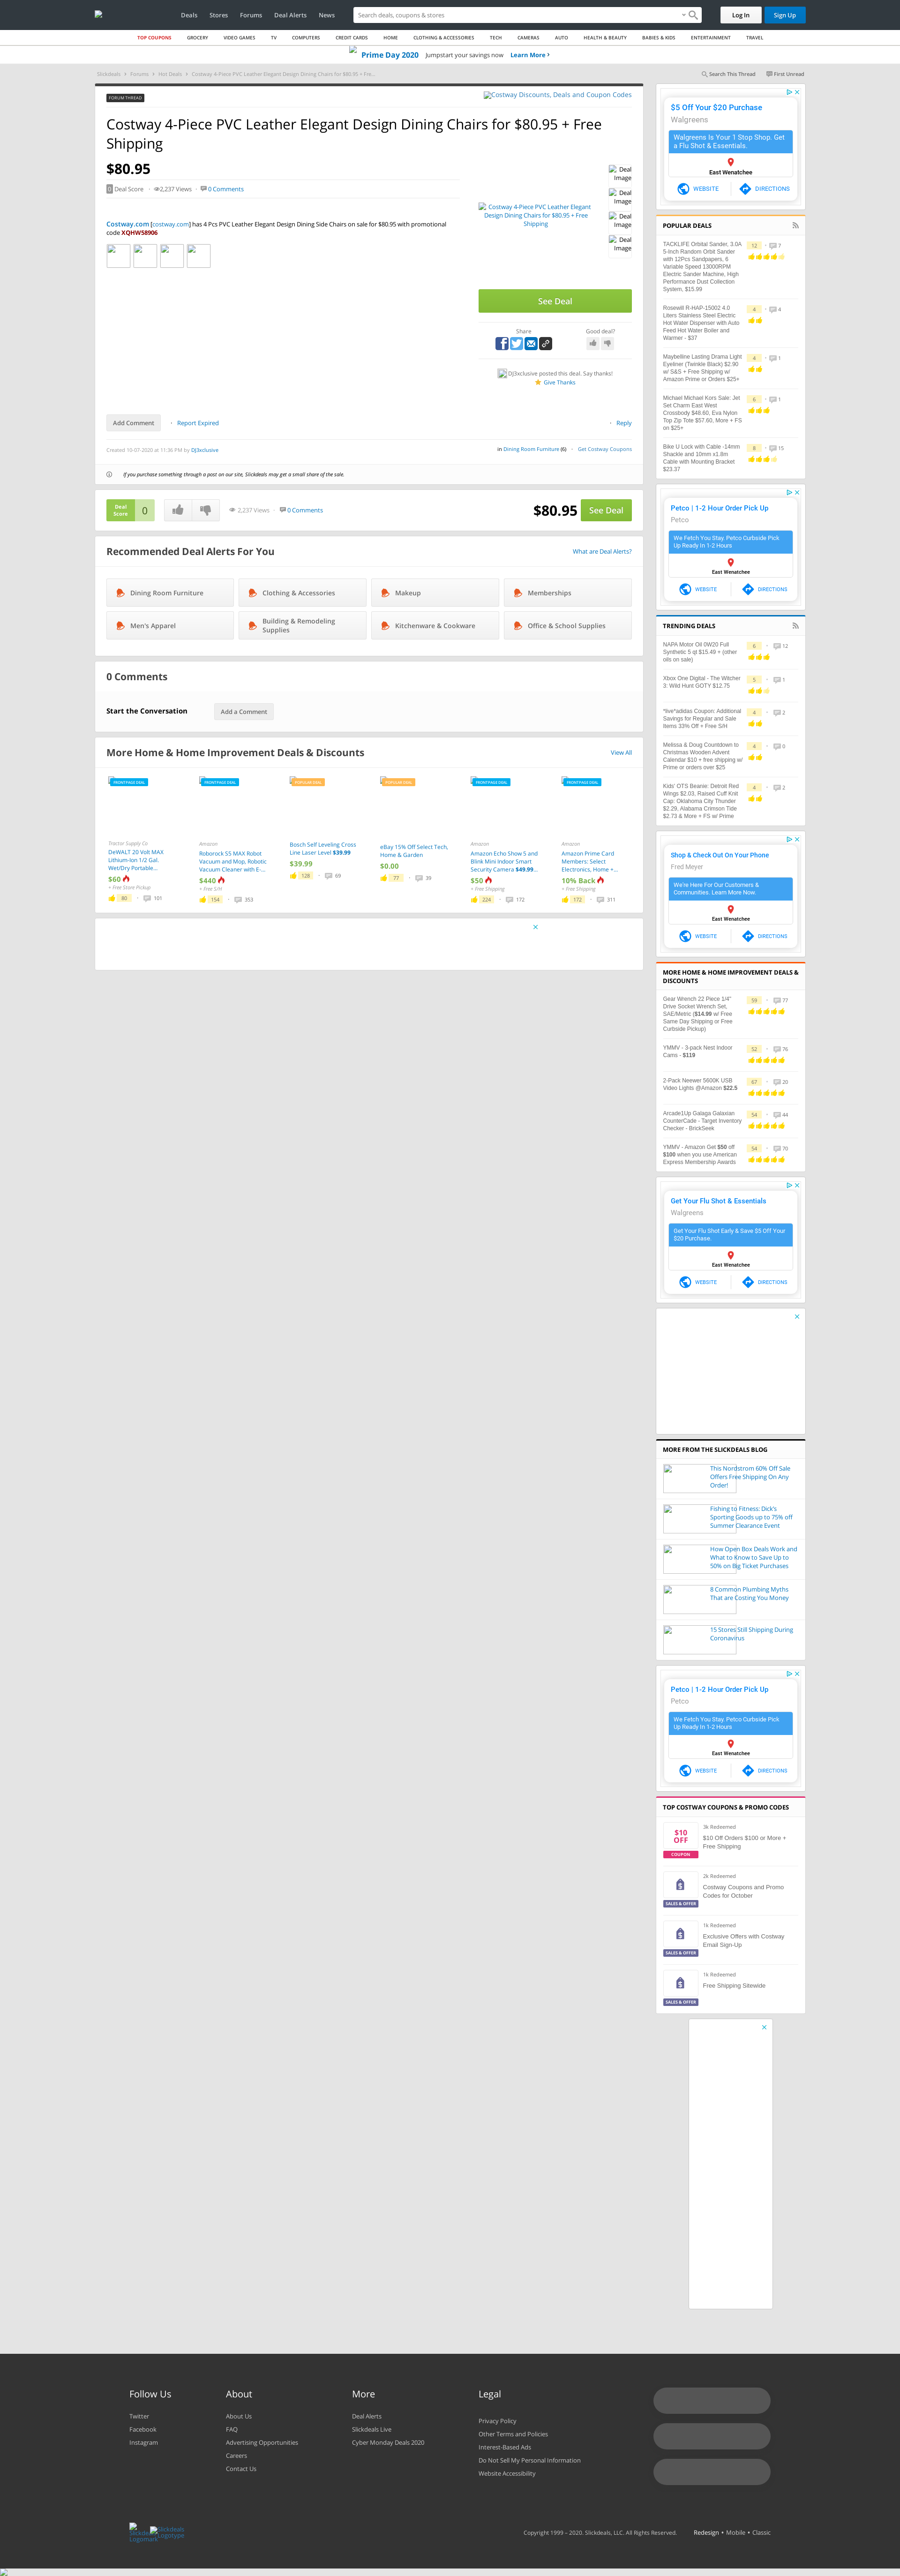 Deals Stores Forums Deal Alerts News
Search deals, coupons & stores
Log In
Sign Up
TOP COUPONS GROCERY VIDEO GAMES TV COMPUTERS CREDIT CARDS HOME CLOTHING & ACCESSORIES TECH CAMERAS AUTO HEALTH & BEAUTY BABIES & KIDS ENTERTAINMENT TRAVEL
Prime Day 2020 Jumpstart your savings now Learn More ›
Slickdeals › Forums › Hot Deals › Costway 4-Piece PVC Leather Elegant Design Dining Chairs for $80.95 + Fre...
Search This Thread First Unread
FORUM THREAD
Costway Discounts, Deals and Coupon Codes
Costway 4-Piece PVC Leather Elegant Design Dining Chairs for $80.95 + Free
Shipping
$80.95
0 Deal Score • 2,237 Views • 0 Comments
Costway.com [costway.com] has 4 Pcs PVC Leather Elegant Design Dining Side Chairs on sale for $80.95 with promotional
code XQHW58906
Costway 4-Piece PVC Leather Elegant
Design Dining Chairs for $80.95 + Free
Shipping
Deal
Image
Deal
Image
Deal
Image
Deal
Image
See Deal
Share
Good deal?
DJ3xclusive posted this deal. Say thanks!
Give Thanks
Add Comment • Report Expired
• Reply
Created 10-07-2020 at 11:36 PM by DJ3xclusive
in Dining Room Furniture (6) • Get Costway Coupons
If you purchase something through a post on our site, Slickdeals may get a small share of the sale.
Deal
Score
0
2,237 Views • 0 Comments
$80.95
See Deal
Recommended Deal Alerts For You
What are Deal Alerts?
Dining Room Furniture
Clothing & Accessories
Makeup
Memberships
Men's Apparel
Building & Remodeling
Supplies
Kitchenware & Cookware
Office & School Supplies
0 Comments
Start the Conversation
Add a Comment
More Home & Home Improvement Deals & Discounts
View All
FRONTPAGE DEAL
Tractor Supply Co
DeWALT 20 Volt MAX
Lithium-ion 1/2 Gal.
Wet/Dry Portable...
$60
+ Free Store Pickup
80 • 101
FRONTPAGE DEAL
Amazon
Roborock S5 MAX Robot
Vacuum and Mop, Robotic
Vacuum Cleaner with E-...
$440
+ Free S/H
154 • 353
POPULAR DEAL
Bosch Self Leveling Cross
Line Laser Level $39.99
$39.99
128 • 69
POPULAR DEAL
eBay 15% Off Select Tech,
Home & Garden
$0.00
77 • 39
FRONTPAGE DEAL
Amazon
Amazon Echo Show 5 and
Blink Mini Indoor Smart
Security Camera $49.99...
$50
+ Free Shipping
224 • 172
FRONTPAGE DEAL
Amazon
Amazon Prime Card
Members: Select
Electronics, Home +...
10% Back
+ Free Shipping
172 • 311
$5 Off Your $20 Purchase
Walgreens
Walgreens Is Your 1 Stop Shop. Get
a Flu Shot & Essentials.
East Wenatchee
WEBSITE DIRECTIONS
POPULAR DEALS
TACKLIFE Orbital Sander, 3.0A
5-inch Random Orbit Sander
with 12Pcs Sandpapers, 6
Variable Speed 13000RPM
Electric Sander Machine, High
Performance Dust Collection
System, $15.99
12 • 7
Rosewill R-HAP-15002 4.0
Liters Stainless Steel Electric
Hot Water Dispenser with Auto
Feed Hot Water Boiler and
Warmer - $37
4 • 4
Maybelline Lasting Drama Light
Eyeliner (Twinkle Black) $2.90
w/ S&S + Free Shipping w/
Amazon Prime or Orders $25+
4 • 1
Michael Michael Kors Sale: Jet
Set Charm East West
Crossbody $48.60, Eva Nylon
Top Zip Tote $57.60, More + FS
on $25+
6 • 1
Bike U Lock with Cable -14mm
Shackle and 10mm x1.8m
Cable with Mounting Bracket
$23.37
8 • 15
Petco | 1-2 Hour Order Pick Up
Petco
We Fetch You Stay. Petco Curbside Pick
Up Ready In 1-2 Hours
East Wenatchee
WEBSITE DIRECTIONS
TRENDING DEALS
NAPA Motor Oil 0W20 Full
Synthetic 5 qt $15.49 + (other
oils on sale)
6 • 12
Xbox One Digital - The Witcher
3: Wild Hunt GOTY $12.75
5 • 1
*live*adidas Coupon: Additional
Savings for Regular and Sale
Items 33% Off + Free S/H
4 • 2
Melissa & Doug Countdown to
Christmas Wooden Advent
Calendar $10 + free shipping w/
Prime or orders over $25
4 • 0
Kids' OTS Beanie: Detroit Red
Wings $2.03, Raised Cuff Knit
Cap: Oklahoma City Thunder
$2.29, Alabama Crimson Tide
$2.73 & More + FS w/ Prime
4 • 2
Shop & Check Out On Your Phone
Fred Meyer
We're Here For Our Customers &
Communities. Learn More Now.
East Wenatchee
WEBSITE DIRECTIONS
MORE HOME & HOME IMPROVEMENT DEALS &
DISCOUNTS
Gear Wrench 22 Piece 1/4"
Drive Socket Wrench Set,
SAE/Metric ($14.99 w/ Free
Same Day Shipping or Free
Curbside Pickup)
59 • 77
YMMV - 3-pack Nest Indoor
Cams - $119
52 • 76
2-Pack Neewer 5600K USB
Video Lights @Amazon $22.5
67 • 20
Arcade1Up Galaga Galaxian
CounterCade - Target Inventory
Checker - BrickSeek
54 • 44
YMMV - Amazon Get $50 off
$100 when you use American
Express Membership Awards
54 • 70
Get Your Flu Shot & Essentials
Walgreens
Get Your Flu Shot Early & Save $5 Off Your
$20 Purchase.
East Wenatchee
WEBSITE DIRECTIONS
MORE FROM THE SLICKDEALS BLOG
This Nordstrom 60% Off Sale
Offers Free Shipping On Any
Order!
Fishing to Fitness: Dick's
Sporting Goods up to 75% off
Summer Clearance Event
How Open Box Deals Work and
What to Know to Save Up to
50% on Big Ticket Purchases
8 Common Plumbing Myths
That are Costing You Money
15 Stores Still Shipping During
Coronavirus
Petco | 1-2 Hour Order Pick Up
Petco
We Fetch You Stay. Petco Curbside Pick
Up Ready In 1-2 Hours
East Wenatchee
WEBSITE DIRECTIONS
TOP COSTWAY COUPONS & PROMO CODES
$10
OFF
COUPON
3k Redeemed
$10 Off Orders $100 or More +
Free Shipping
SALES & OFFER
2k Redeemed
Costway Coupons and Promo
Codes for October
SALES & OFFER
1k Redeemed
Exclusive Offers with Costway
Email Sign-Up
SALES & OFFER
1k Redeemed
Free Shipping Sitewide
SALES & OFFER
Follow Us
Twitter
Facebook
Instagram
About
About Us
FAQ
Advertising Opportunities
Careers
Contact Us
More
Deal Alerts
Slickdeals Live
Cyber Monday Deals 2020
Legal
Privacy Policy
Other Terms and Policies
Interest-Based Ads
Do Not Sell My Personal Information
Website Accessibility
Slickdeals
Logomark
Slickdeals
Logotype
Copyright 1999 – 2020. Slickdeals, LLC. All Rights Reserved.
Redesign • Mobile • Classic